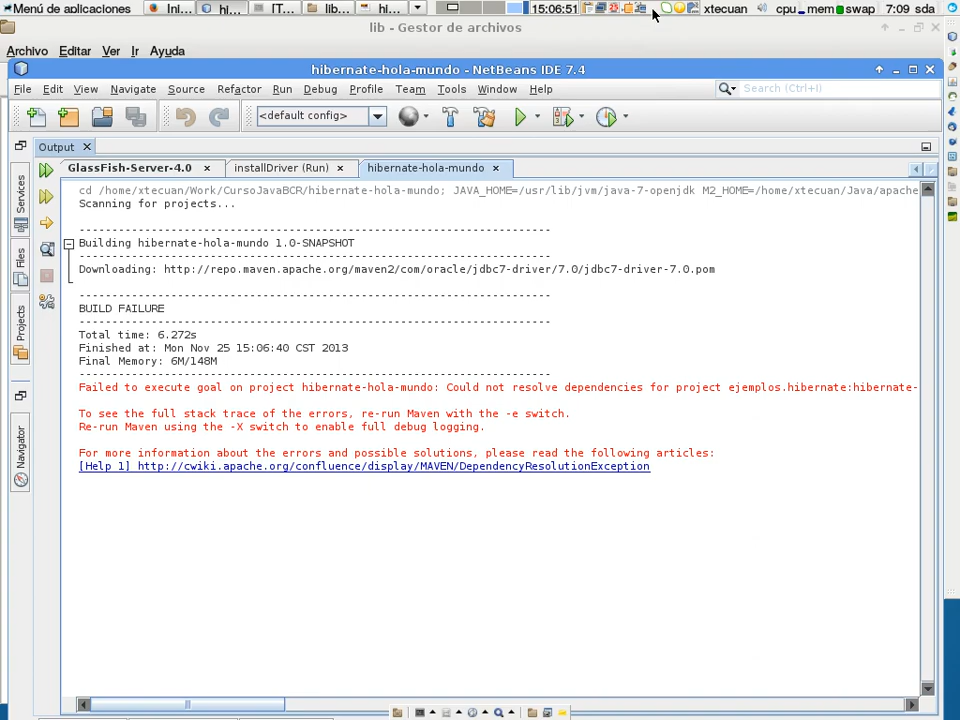 Menú de aplicaciones
Ini...
hi...
[T...
lib...
hi...
15:06:51
xtecuan
cpu
mem
swap
7:09 sda
lib - Gestor de archivos
Archivo Editar Ver Ir Ayuda
hibernate-hola-mundo - NetBeans IDE 7.4
File Edit View Navigate Source Refactor Run Debug Profile Team Tools Window Help
Search (Ctrl+I)
<default config>
Output
GlassFish-Server-4.0
installDriver (Run)
hibernate-hola-mundo
Services
Files
Projects
Navigator
cd /home/xtecuan/Work/CursoJavaBCR/hibernate-hola-mundo; JAVA_HOME=/usr/lib/jvm/java-7-openjdk M2_HOME=/home/xtecuan/Java/apache
Scanning for projects...
------------------------------------------------------------------------
Building hibernate-hola-mundo 1.0-SNAPSHOT
------------------------------------------------------------------------
Downloading: http://repo.maven.apache.org/maven2/com/oracle/jdbc7-driver/7.0/jdbc7-driver-7.0.pom
------------------------------------------------------------------------
BUILD FAILURE
------------------------------------------------------------------------
Total time: 6.272s
Finished at: Mon Nov 25 15:06:40 CST 2013
Final Memory: 6M/148M
------------------------------------------------------------------------
Failed to execute goal on project hibernate-hola-mundo: Could not resolve dependencies for project ejemplos.hibernate:hibernate-
To see the full stack trace of the errors, re-run Maven with the -e switch.
Re-run Maven using the -X switch to enable full debug logging.
For more information about the errors and possible solutions, please read the following articles:
[Help 1] http://cwiki.apache.org/confluence/display/MAVEN/DependencyResolutionException